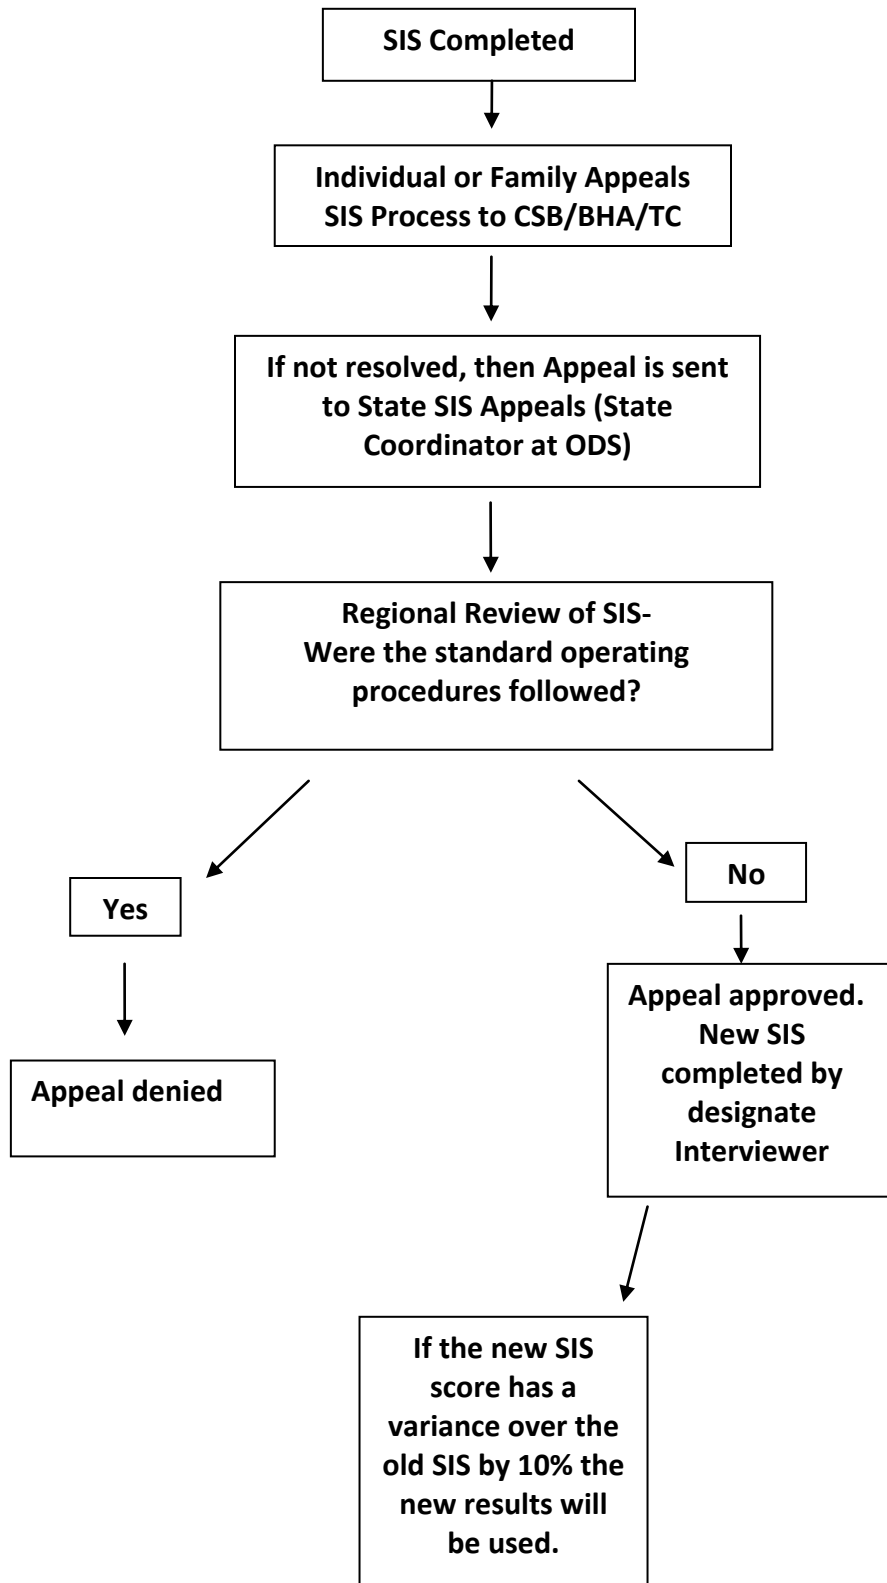 SIS Completed
Individual or Family Appeals
SIS Process to CSB/BHA/TC
If not resolved, then Appeal is sent
to State SIS Appeals (State
Coordinator at ODS)
Regional Review of SIS-
Were the standard operating
procedures followed?
Yes
No
Appeal denied
Appeal approved.
New SIS
completed by
designate
Interviewer
If the new SIS
score has a
variance over the
old SIS by 10% the
new results will
be used.